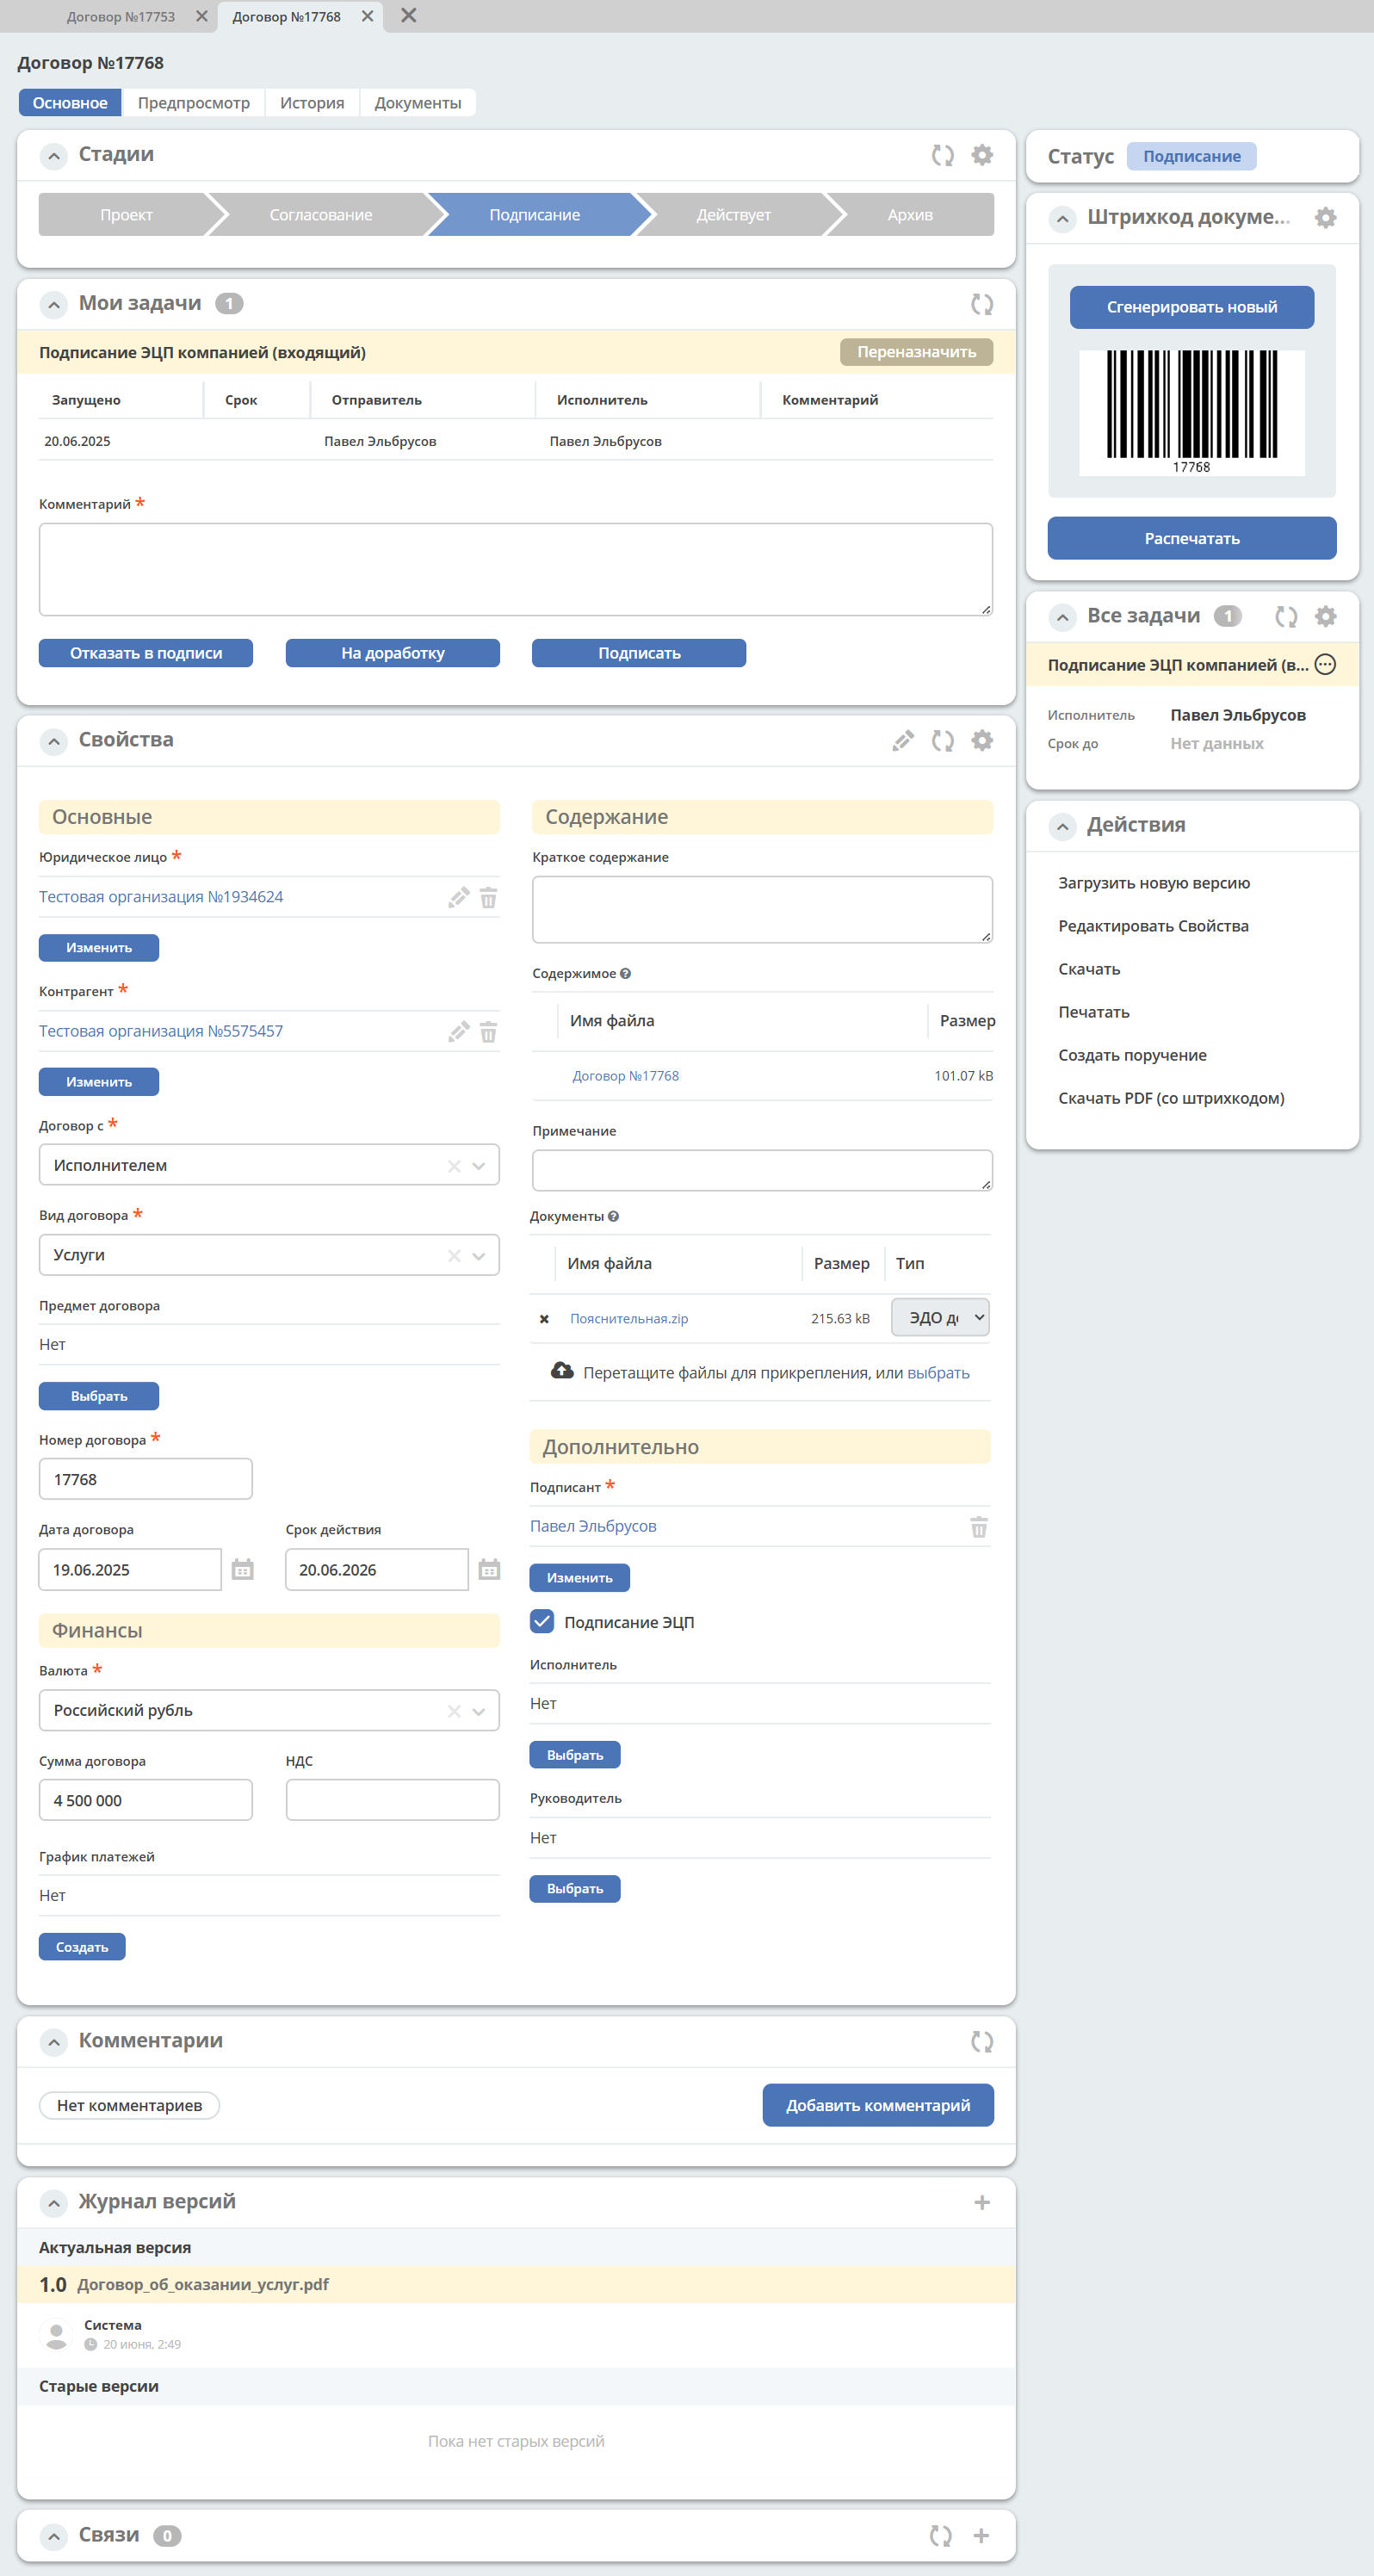 Договор №17753
Договор №17768
Договор №17768
Основное
Предпросмотр
История
Документы
Стадии
Проект
Согласование
Подписание
Действует
Архив
Мои задачи 1
Подписание ЭЦП компанией (входящий)
Переназначить
Запущено Срок Отправитель Исполнитель Комментарий
20.06.2025 Павел Эльбрусов Павел Эльбрусов
Комментарий *
Отказать в подписи
На доработку
Подписать
Свойства
Основные
Юридическое лицо *
Тестовая организация №1934624
Изменить
Контрагент *
Тестовая организация №5575457
Изменить
Договор с *
Исполнителем
Вид договора *
Услуги
Предмет договора
Нет
Выбрать
Номер договора *
17768
Дата договора Срок действия
19.06.2025 20.06.2026
Финансы
Валюта *
Российский рубль
Сумма договора НДС
4 500 000
График платежей
Нет
Создать
Содержание
Краткое содержание
Содержимое
Имя файла Размер
Договор №17768 101.07 kB
Примечание
Документы
Имя файла Размер Тип
Пояснительная.zip 215.63 kB ЭДО
Перетащите файлы для прикрепления, или выбрать
Дополнительно
Подписант *
Павел Эльбрусов
Изменить
Подписание ЭЦП
Исполнитель
Нет
Выбрать
Руководитель
Нет
Выбрать
Комментарии
Нет комментариев
Добавить комментарий
Журнал версий
Актуальная версия
1.0 Договор_об_оказании_услуг.pdf
Система
20 июня, 2:49
Старые версии
Пока нет старых версий
Связи 0
Статус Подписание
Штрихкод докуме...
Сгенерировать новый
17768
Распечатать
Все задачи 1
Подписание ЭЦП компанией (в...
Исполнитель Павел Эльбрусов
Срок до Нет данных
Действия
Загрузить новую версию
Редактировать Свойства
Скачать
Печатать
Создать поручение
Скачать PDF (со штрихкодом)